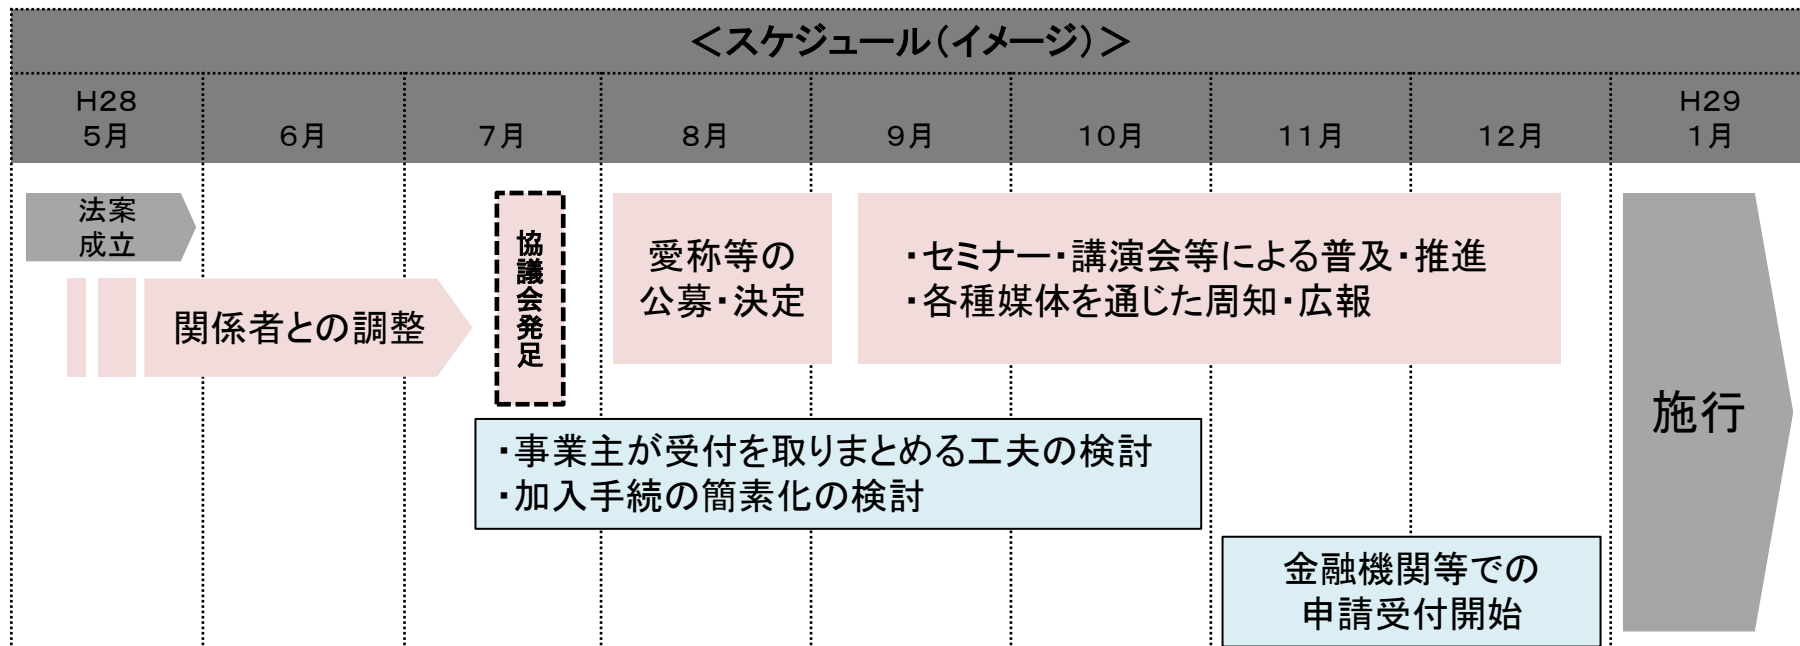 ＜スケジュール（イメージ）＞
H28
5月
6月
7月
8月
9月
10月
11月
12月
H29
1月
法案
成立
関係者との調整
協議会発足
愛称等の
公募・決定
・セミナー・講演会等による普及・推進
・各種媒体を通じた周知・広報
・事業主が受付を取りまとめる工夫の検討
・加入手続の簡素化の検討
金融機関等での
申請受付開始
施行